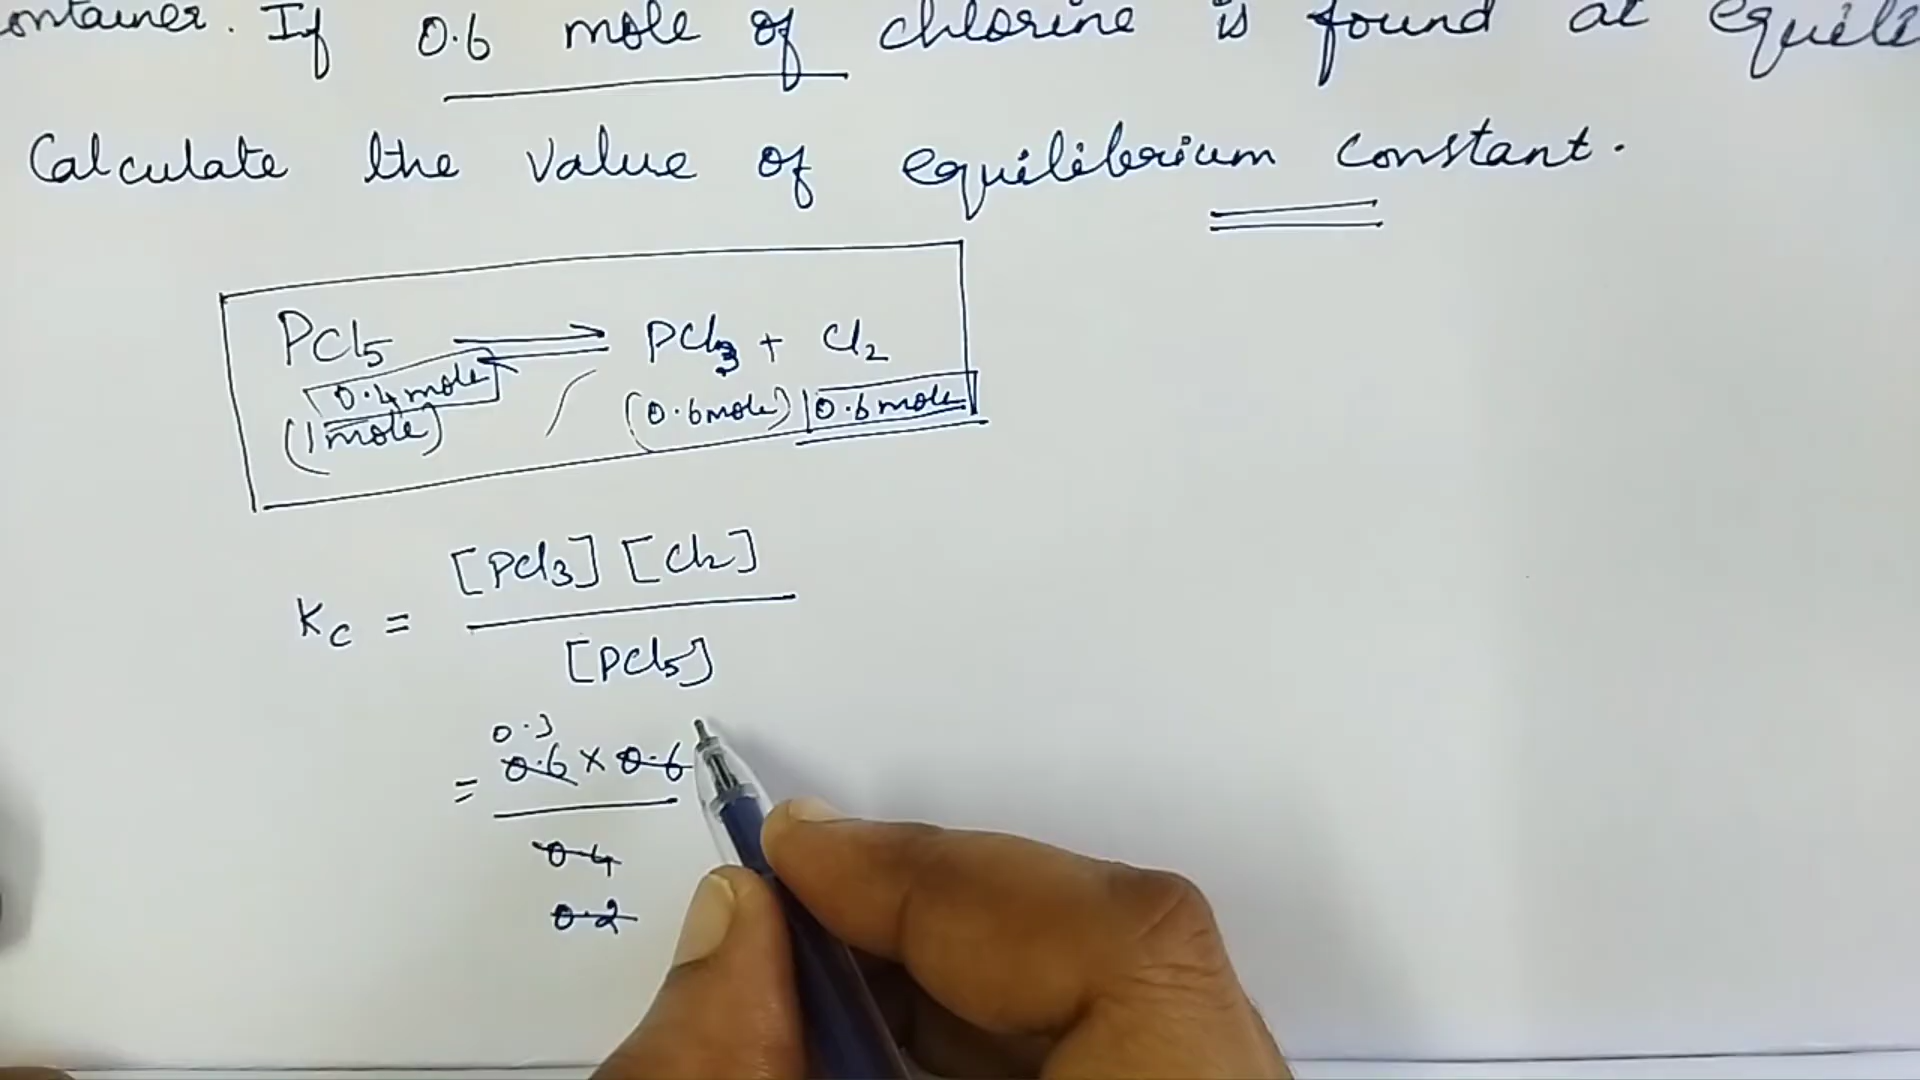 ontainer. If 0.6 mole of chlorine is found at equili
Calculate the value of equilibrium constant.
PCl5 ⇌ PCl3 + Cl2
0.4 mole
(1 mole) (0.6 mole) 0.6 mole
Kc = [PCl3] [Cl2]
[PCl5]
0.3
= 0.6 x 0.6
0.4
0.2